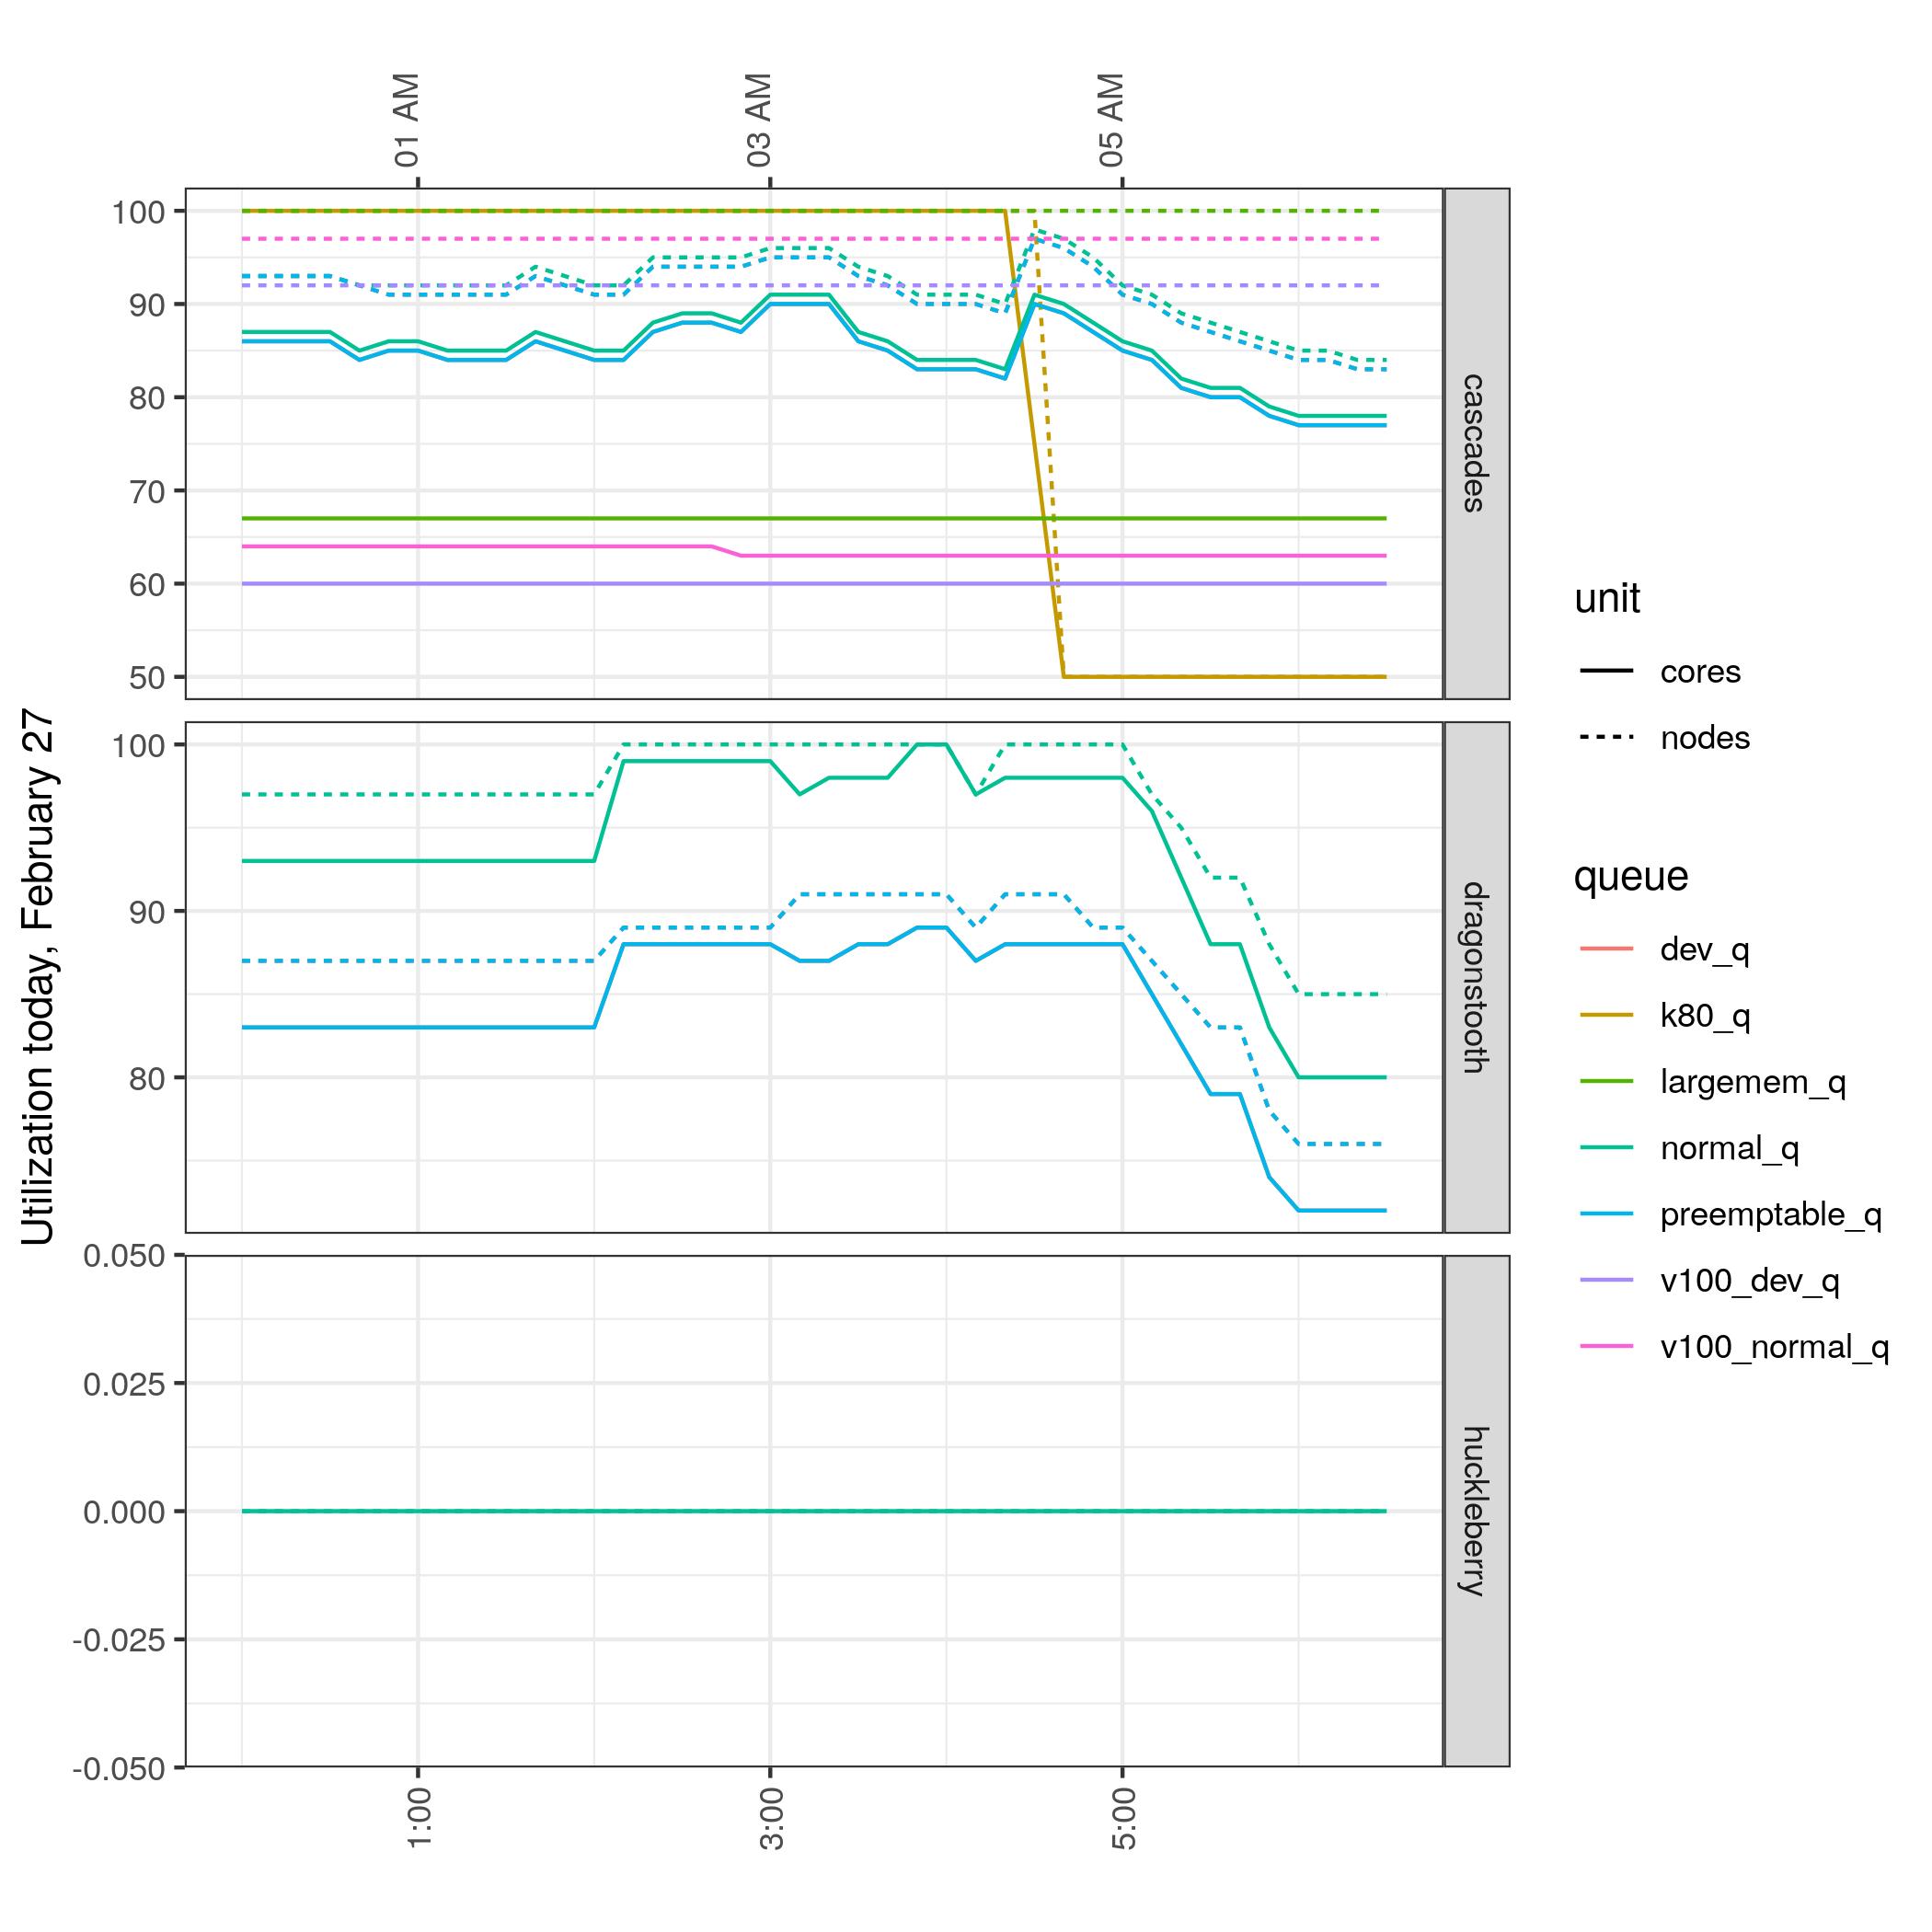 01 AM
03 AM
05 AM
Utilization today, February 27
100
90
80
70
60
50
cascades
100
90
80
dragonstooth
0.050
0.025
0.000
-0.025
-0.050
huckleberry
1:00
3:00
5:00
unit
cores
nodes
queue
dev_q
k80_q
largemem_q
normal_q
preemptable_q
v100_dev_q
v100_normal_q